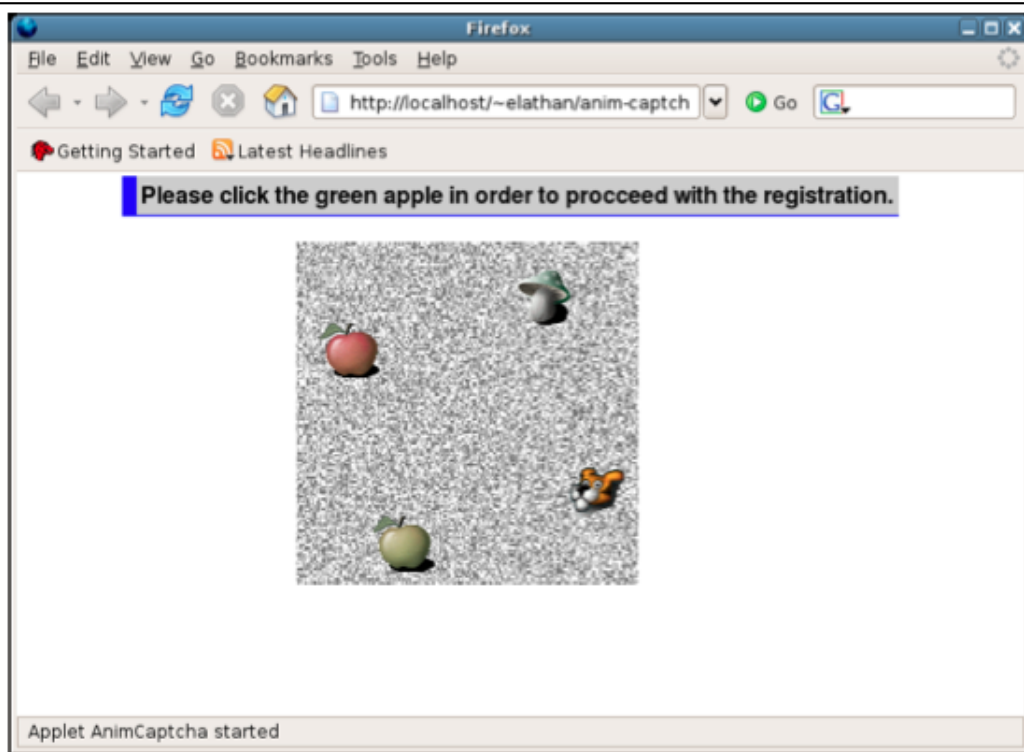 Firefox
File Edit View Go Bookmarks Tools Help
http://localhost/~elathan/anim-captch Go G
Getting Started Latest Headlines
Please click the green apple in order to procceed with the registration.
Applet AnimCaptcha started